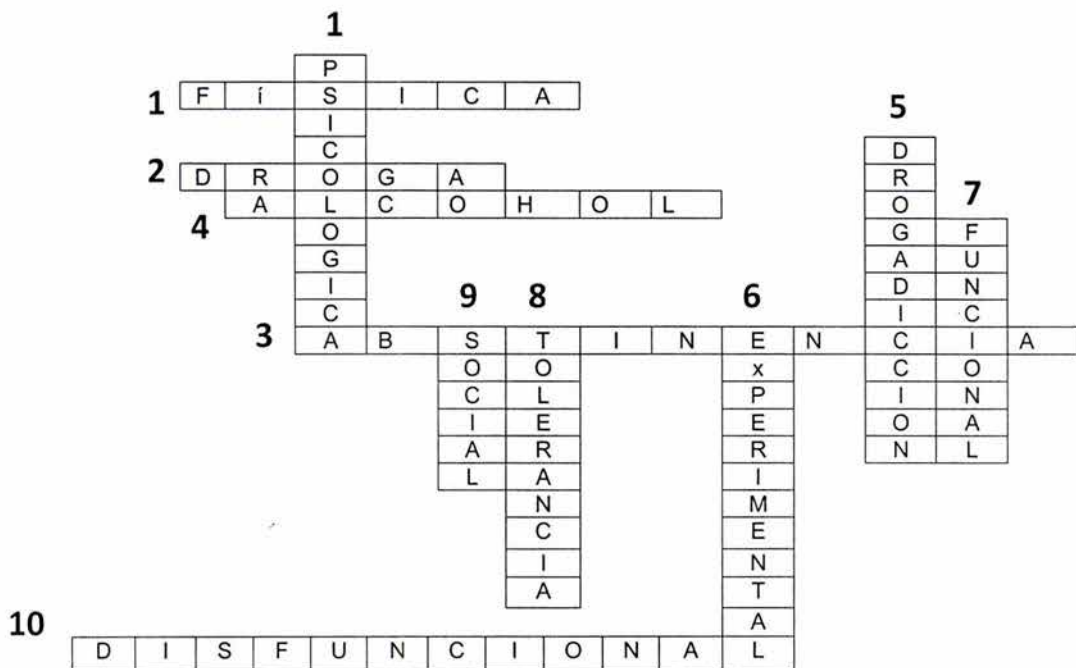 1
PSICOLOGICA
1 FíSICA
2 DROGA
4 ALCOHOL
5
DROGADICCION
7
FUNCIONAL
3 ABSTINENCIA
9
SOCIAL
8
TOLERANCIA
6
ExPERIMENTAL
10 DISFUNCIONAL